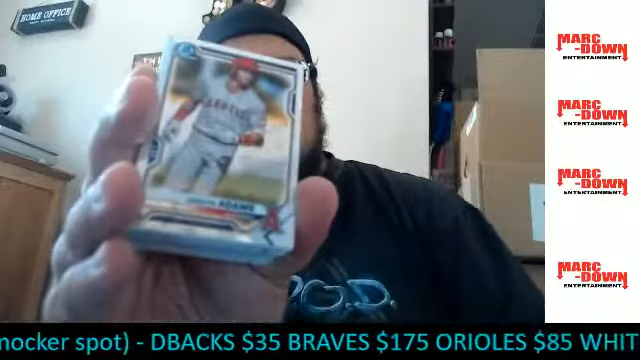 HOME OFFICE
ADAMS
P.G.D.
MARC
-DOWN
ENTERTAINMENT
MARC
-DOWN
ENTERTAINMENT
MARC
-DOWN
ENTERTAINMENT
MARC
-DOWN
ENTERTAINMENT
nocker spot) - DBACKS $35 BRAVES $175 ORIOLES $85 WHIT